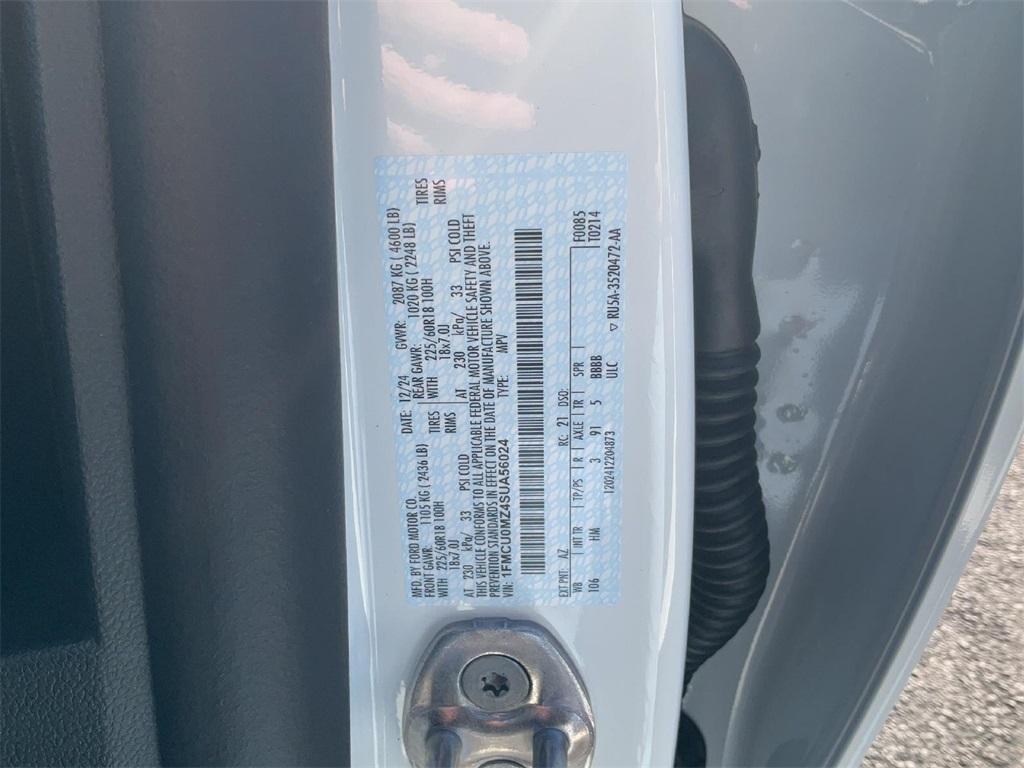 MFD. BY FORD MOTOR CO. DATE: 12/24 GVWR: 2087 KG ( 4600 LB)
FRONT GAWR: 1105 KG ( 2436 LB) REAR GAWR: 1020 KG ( 2248 LB)
WITH 225/60R18 100H TIRES WITH 225/60R18 100H TIRES
18x7.0J RIMS 18x7.0J RIMS
AT 230 kPa/ 33 PSI COLD AT 230 kPa/ 33 PSI COLD
THIS VEHICLE CONFORMS TO ALL APPLICABLE FEDERAL MOTOR VEHICLE SAFETY AND THEFT
PREVENTION STANDARDS IN EFFECT ON THE DATE OF MANUFACTURE SHOWN ABOVE.
VIN: 1FMCU0MZ4SUA56024 TYPE: MPV
EXT PNT: AZ RC: 21 DSO: F0085
WB INT TR TP/PS R AXLE TR SPR T0214
106 HM 3 91 5 BBBB
1202412204873 ULC ▽ RU5A-3520472-AA